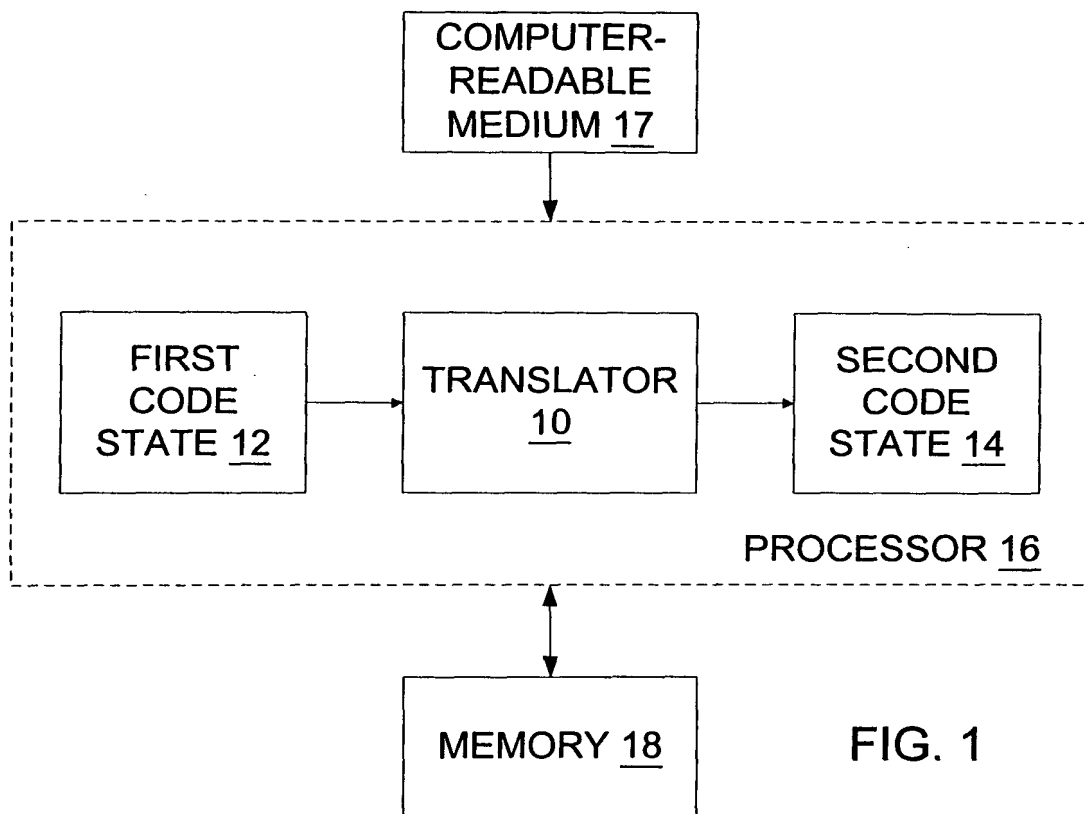 COMPUTER-
READABLE
MEDIUM 17
FIRST
CODE
STATE 12
TRANSLATOR
10
SECOND
CODE
STATE 14
PROCESSOR 16
MEMORY 18
FIG. 1